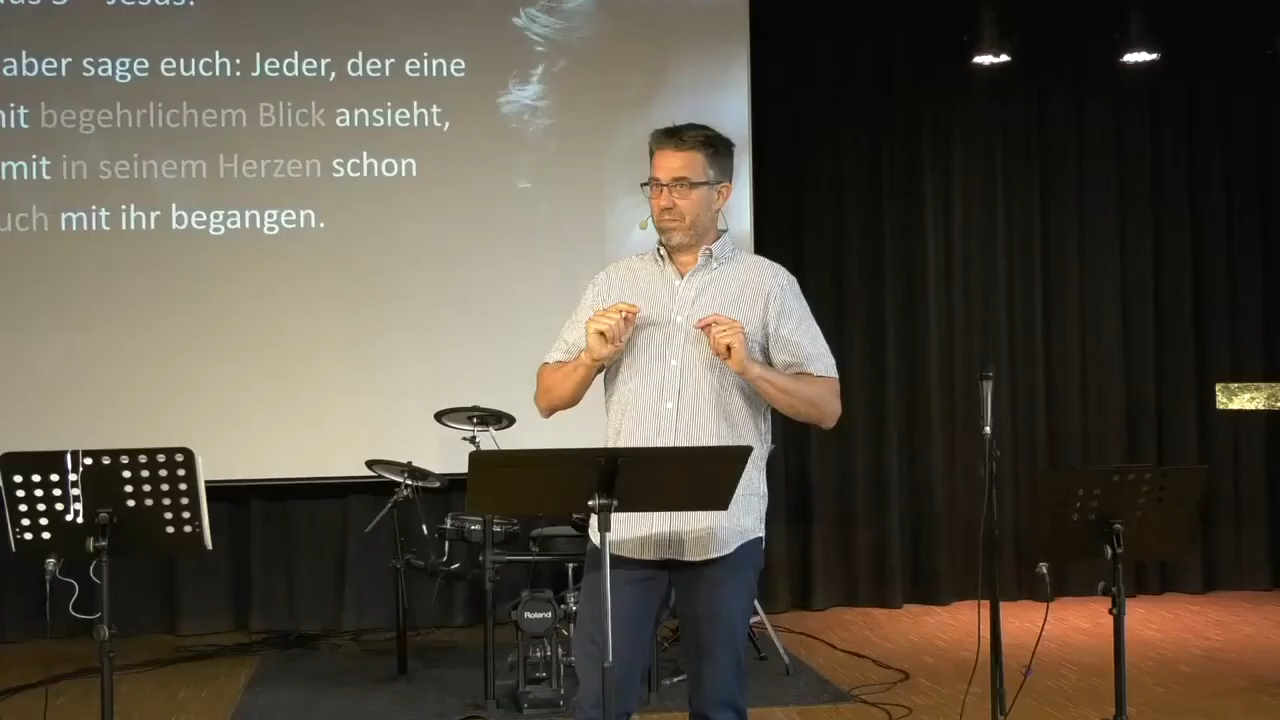 Jesus:
aber sage euch: Jeder, der eine
mit begehrlichem Blick ansieht,
mit in seinem Herzen schon
mit ihr begangen.
Roland